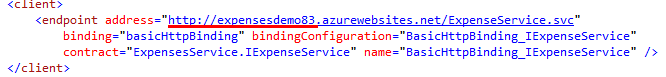 <client>
<endpoint address="http://expensesdemo83.azurewebsites.net/ExpenseService.svc"
binding="basicHttpBinding" bindingConfiguration="BasicHttpBinding_IExpenseService"
contract="ExpensesService.IExpenseService" name="BasicHttpBinding_IExpenseService" />
</client>